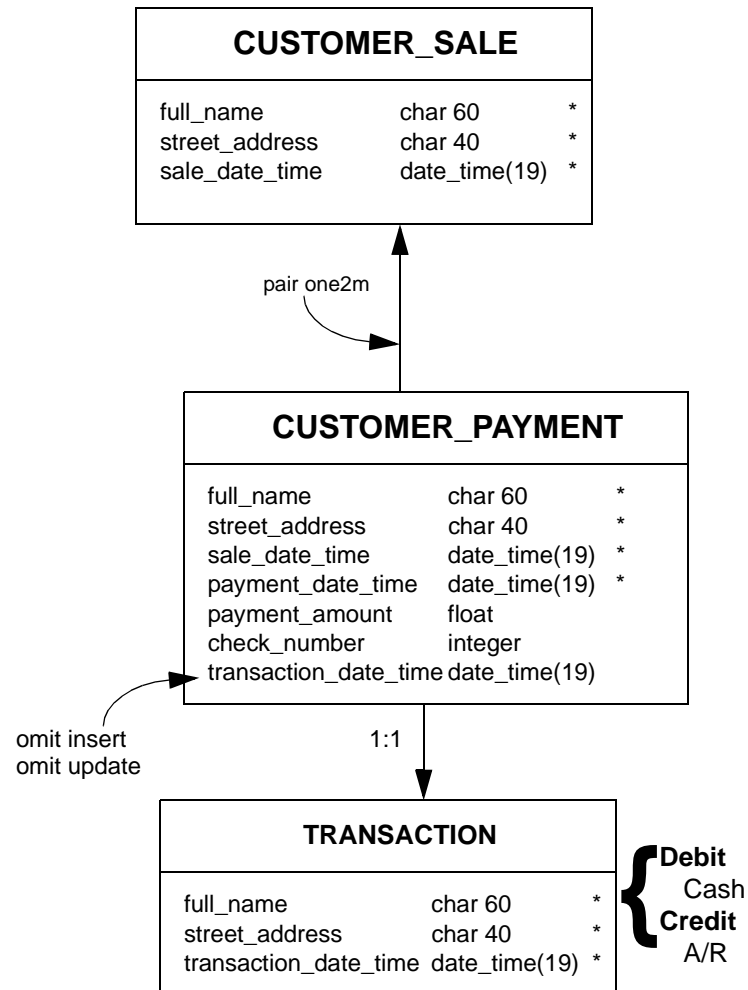 CUSTOMER_SALE
full_name char 60 *
street_address char 40 *
sale_date_time date_time(19) *
pair one2m
CUSTOMER_PAYMENT
full_name char 60 *
street_address char 40 *
sale_date_time date_time(19) *
payment_date_time date_time(19) *
payment_amount float
check_number integer
transaction_date_time date_time(19)
omit insert
omit update
1:1
TRANSACTION
full_name char 60 *
street_address char 40 *
transaction_date_time date_time(19) *
{
Debit
Cash
Credit
A/R